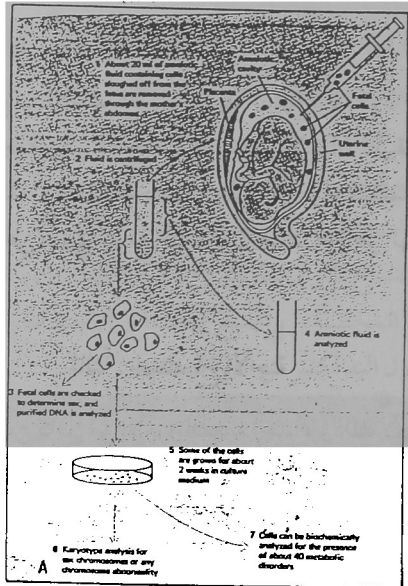 1 About 20 ml of amniotic
fluid containing cells
sloughed off from the
fetus are removed
through the mother's
abdomen
Amniotic
cavity
Placenta
Fetal
cells
Uterine
wall
2 Fluid is centrifuged
4 Amniotic fluid is
analyzed
3 Fetal cells are checked
to determine sex, and
purified DNA is analyzed
5 Some of the cells
are grown for about
2 weeks in culture
medium
6 Karyotype analysis for
sex chromosomes or any
chromosome abnormality
7 Cells can be biochemically
analyzed for the presence
of about 40 metabolic
disorders
A